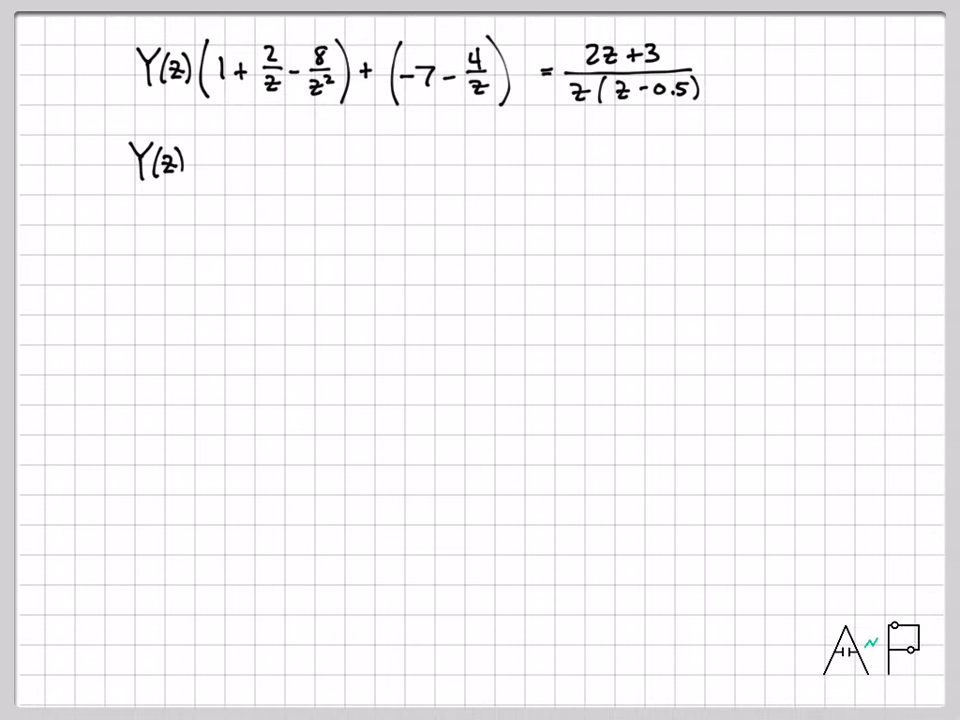 Y(z)(1 + 2/z - 8/z²) + (-7 - 4/z) = (2z + 3)/(z(z - 0.5))
Y(z)